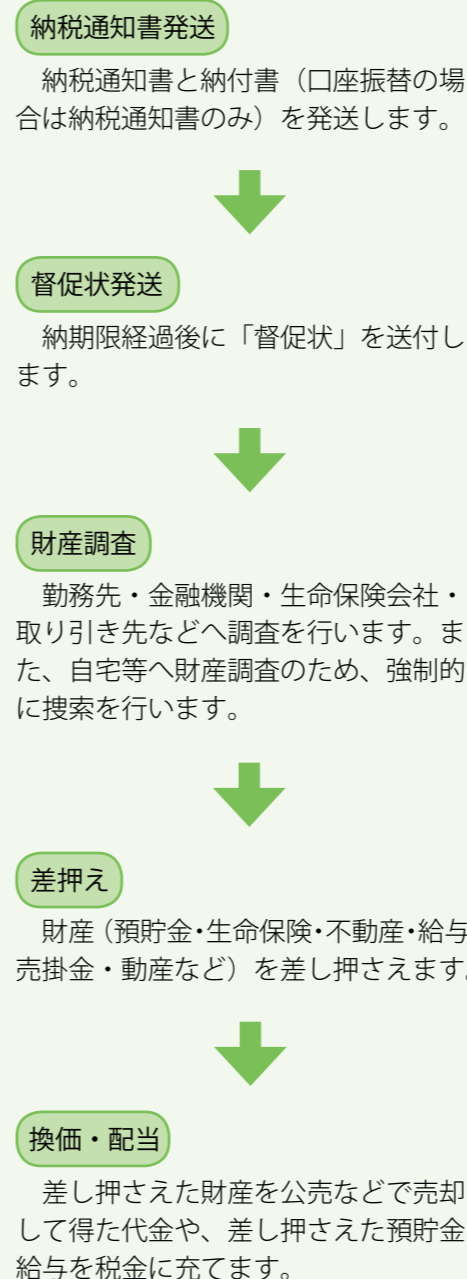 納税通知書発送
納税通知書と納付書（口座振替の場
合は納税通知書のみ）を発送します。
督促状発送
納期限経過後に「督促状」を送付し
ます。
財産調査
勤務先・金融機関・生命保険会社・
取り引き先などへ調査を行います。ま
た、自宅等へ財産調査のため、強制的
に捜索を行います。
差押え
財産（預貯金・生命保険・不動産・給与
売掛金・動産など）を差し押さえます。
換価・配当
差し押さえた財産を公売などで売却
して得た代金や、差し押さえた預貯金
給与を税金に充てます。